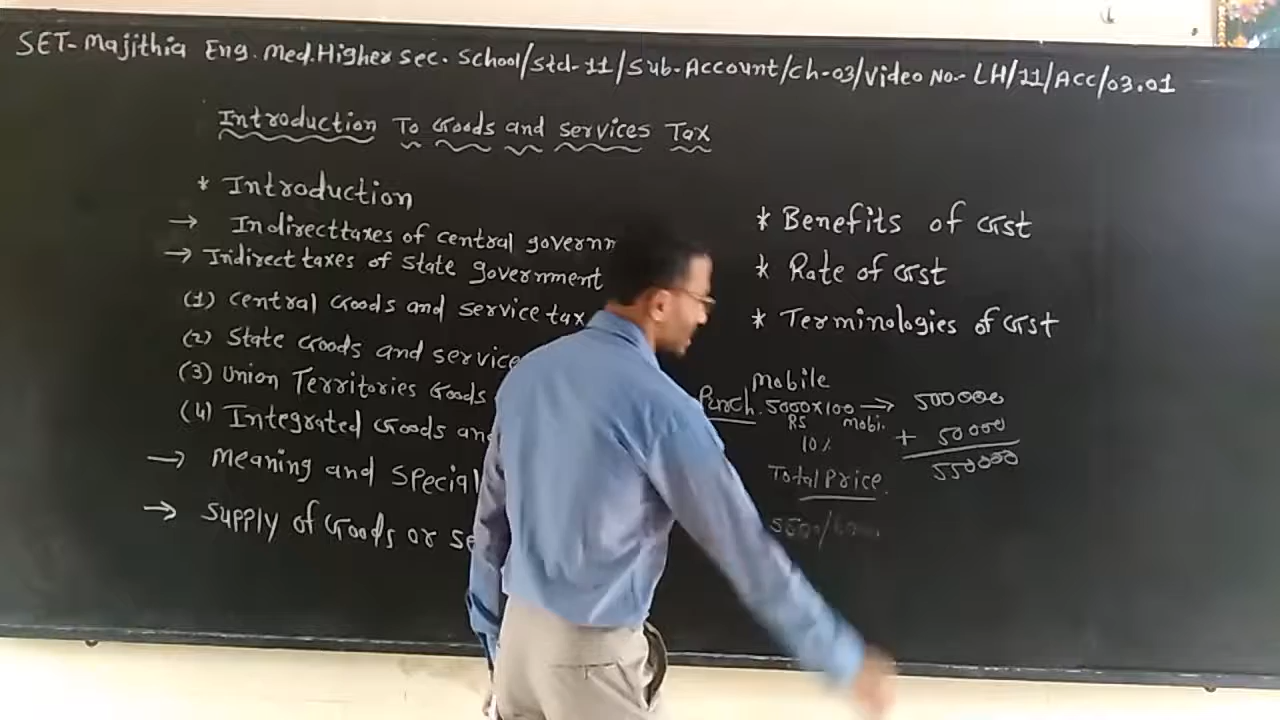 SET-Majithia Eng. Med. Higher Sec. School/Std-11/Sub-Account/Ch-03/Video No.- LH/11/ACC/03.01
Introduction To Goods and Services Tax
* Introduction
→ Indirect taxes of central governm
→ Indirect taxes of State government
(1) Central Goods and Service tax
(2) State Goods and service
(3) Union Territories Goods
(4) Integrated Goods an
→ Meaning and Special
→ Supply of Goods or se
* Benefits of GST
* Rate of GST
* Terminologies of GST
Mobile
Purch. 5000x100 → 500000
RS mobi. + 50000
10% 550000
Total Price.